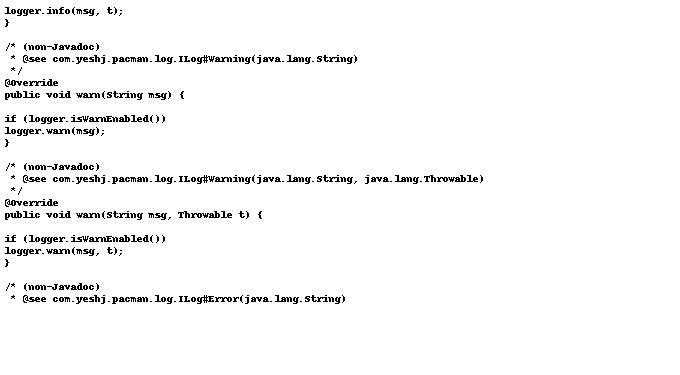 logger.info(msg, t);
}
/* (non-Javadoc)
* @see com.yeshj.pacman.log.ILog#Warning(java.lang.String)
*/
@Override
public void warn(String msg) {
if (logger.isWarnEnabled())
logger.warn(msg);
}
/* (non-Javadoc)
* @see com.yeshj.pacman.log.ILog#Warning(java.lang.String, java.lang.Throwable)
*/
@Override
public void warn(String msg, Throwable t) {
if (logger.isWarnEnabled())
logger.warn(msg, t);
}
/* (non-Javadoc)
* @see com.yeshj.pacman.log.ILog#Error(java.lang.String)